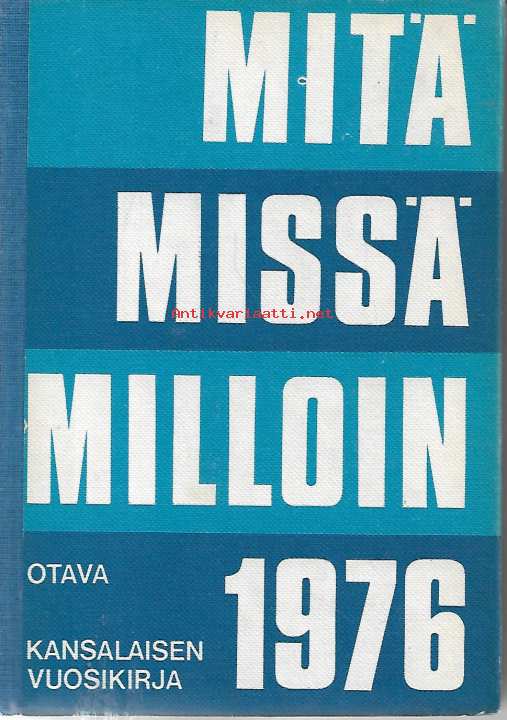 MITÄ
MISSÄ
Antikvariaatti.net
MILLOIN
OTAVA
1976
KANSALAISEN
VUOSIKIRJA